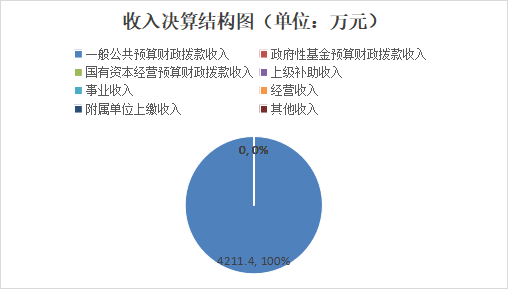 收入决算结构图（单位：万元）
一般公共预算财政拨款收入 政府性基金预算财政拨款收入
国有资本经营预算财政拨款收入 上级补助收入
事业收入 经营收入
附属单位上缴收入 其他收入
0, 0%
4211.4, 100%